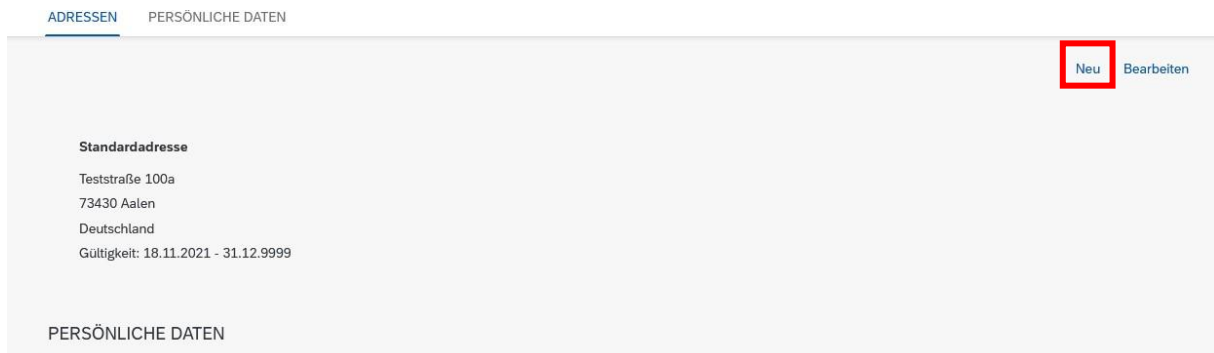 ADRESSEN PERSÖNLICHE DATEN
Neu Bearbeiten
Standardadresse
Teststraße 100a
73430 Aalen
Deutschland
Gültigkeit: 18.11.2021 - 31.12.9999
PERSÖNLICHE DATEN